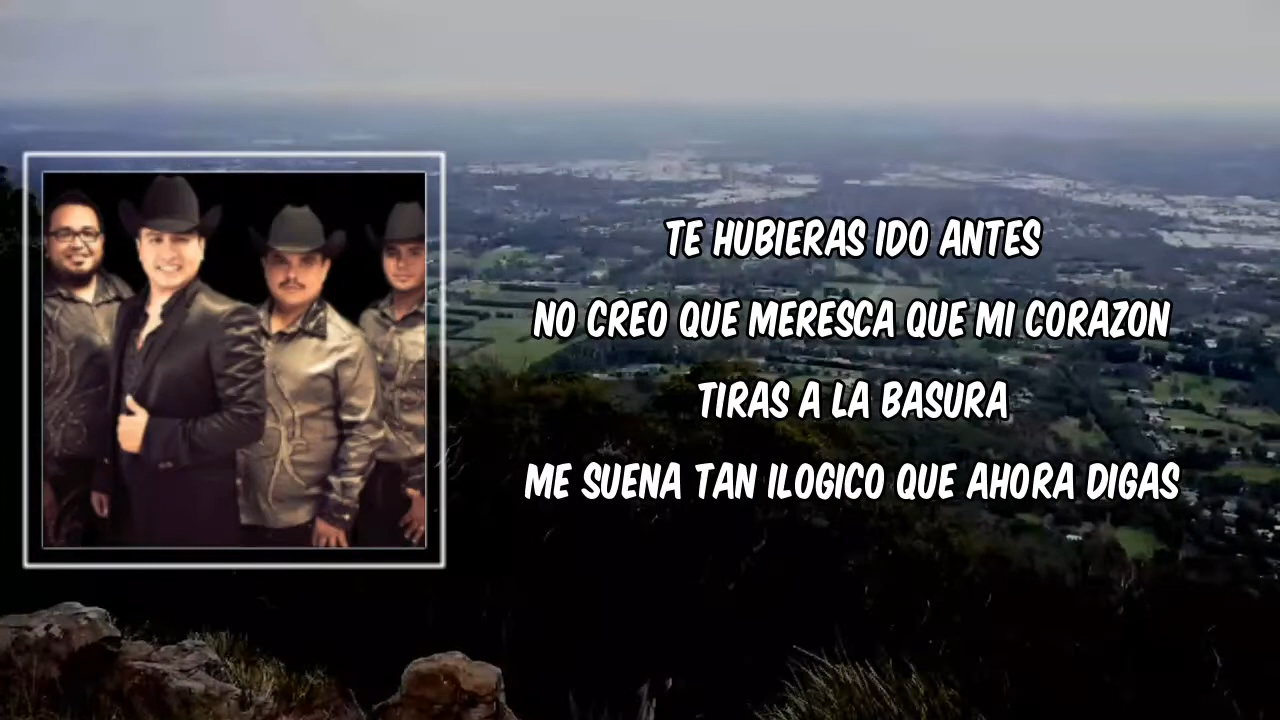 TE HUBIERAS IDO ANTES
NO CREO QUE MERESCA QUE MI CORAZON
TIRAS A LA BASURA
ME SUENA TAN ILOGICO QUE AHORA DIGAS